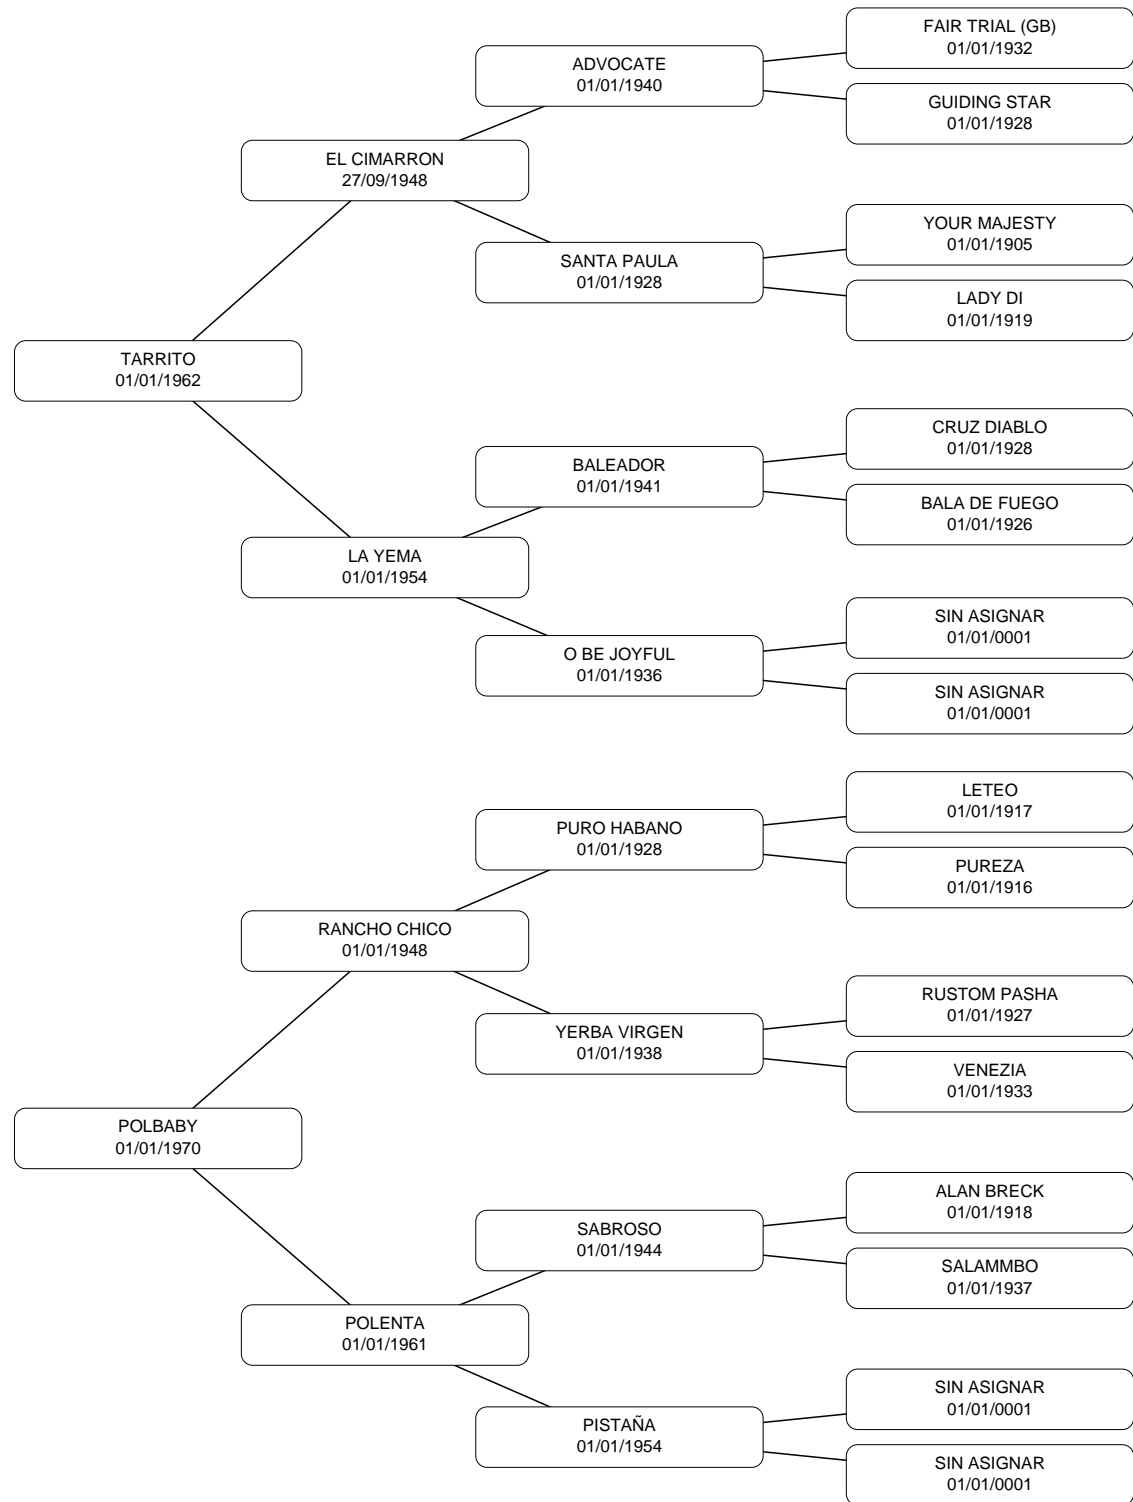 FAIR TRIAL (GB)
01/01/1932
ADVOCATE
01/01/1940
GUIDING STAR
01/01/1928
EL CIMARRON
27/09/1948
YOUR MAJESTY
01/01/1905
SANTA PAULA
01/01/1928
LADY DI
01/01/1919
TARRITO
01/01/1962
CRUZ DIABLO
01/01/1928
BALEADOR
01/01/1941
BALA DE FUEGO
01/01/1926
LA YEMA
01/01/1954
SIN ASIGNAR
01/01/0001
O BE JOYFUL
01/01/1936
SIN ASIGNAR
01/01/0001
LETEO
01/01/1917
PURO HABANO
01/01/1928
PUREZA
01/01/1916
RANCHO CHICO
01/01/1948
RUSTOM PASHA
01/01/1927
YERBA VIRGEN
01/01/1938
VENEZIA
01/01/1933
POLBABY
01/01/1970
ALAN BRECK
01/01/1918
SABROSO
01/01/1944
SALAMMBO
01/01/1937
POLENTA
01/01/1961
SIN ASIGNAR
01/01/0001
PISTAÑA
01/01/1954
SIN ASIGNAR
01/01/0001